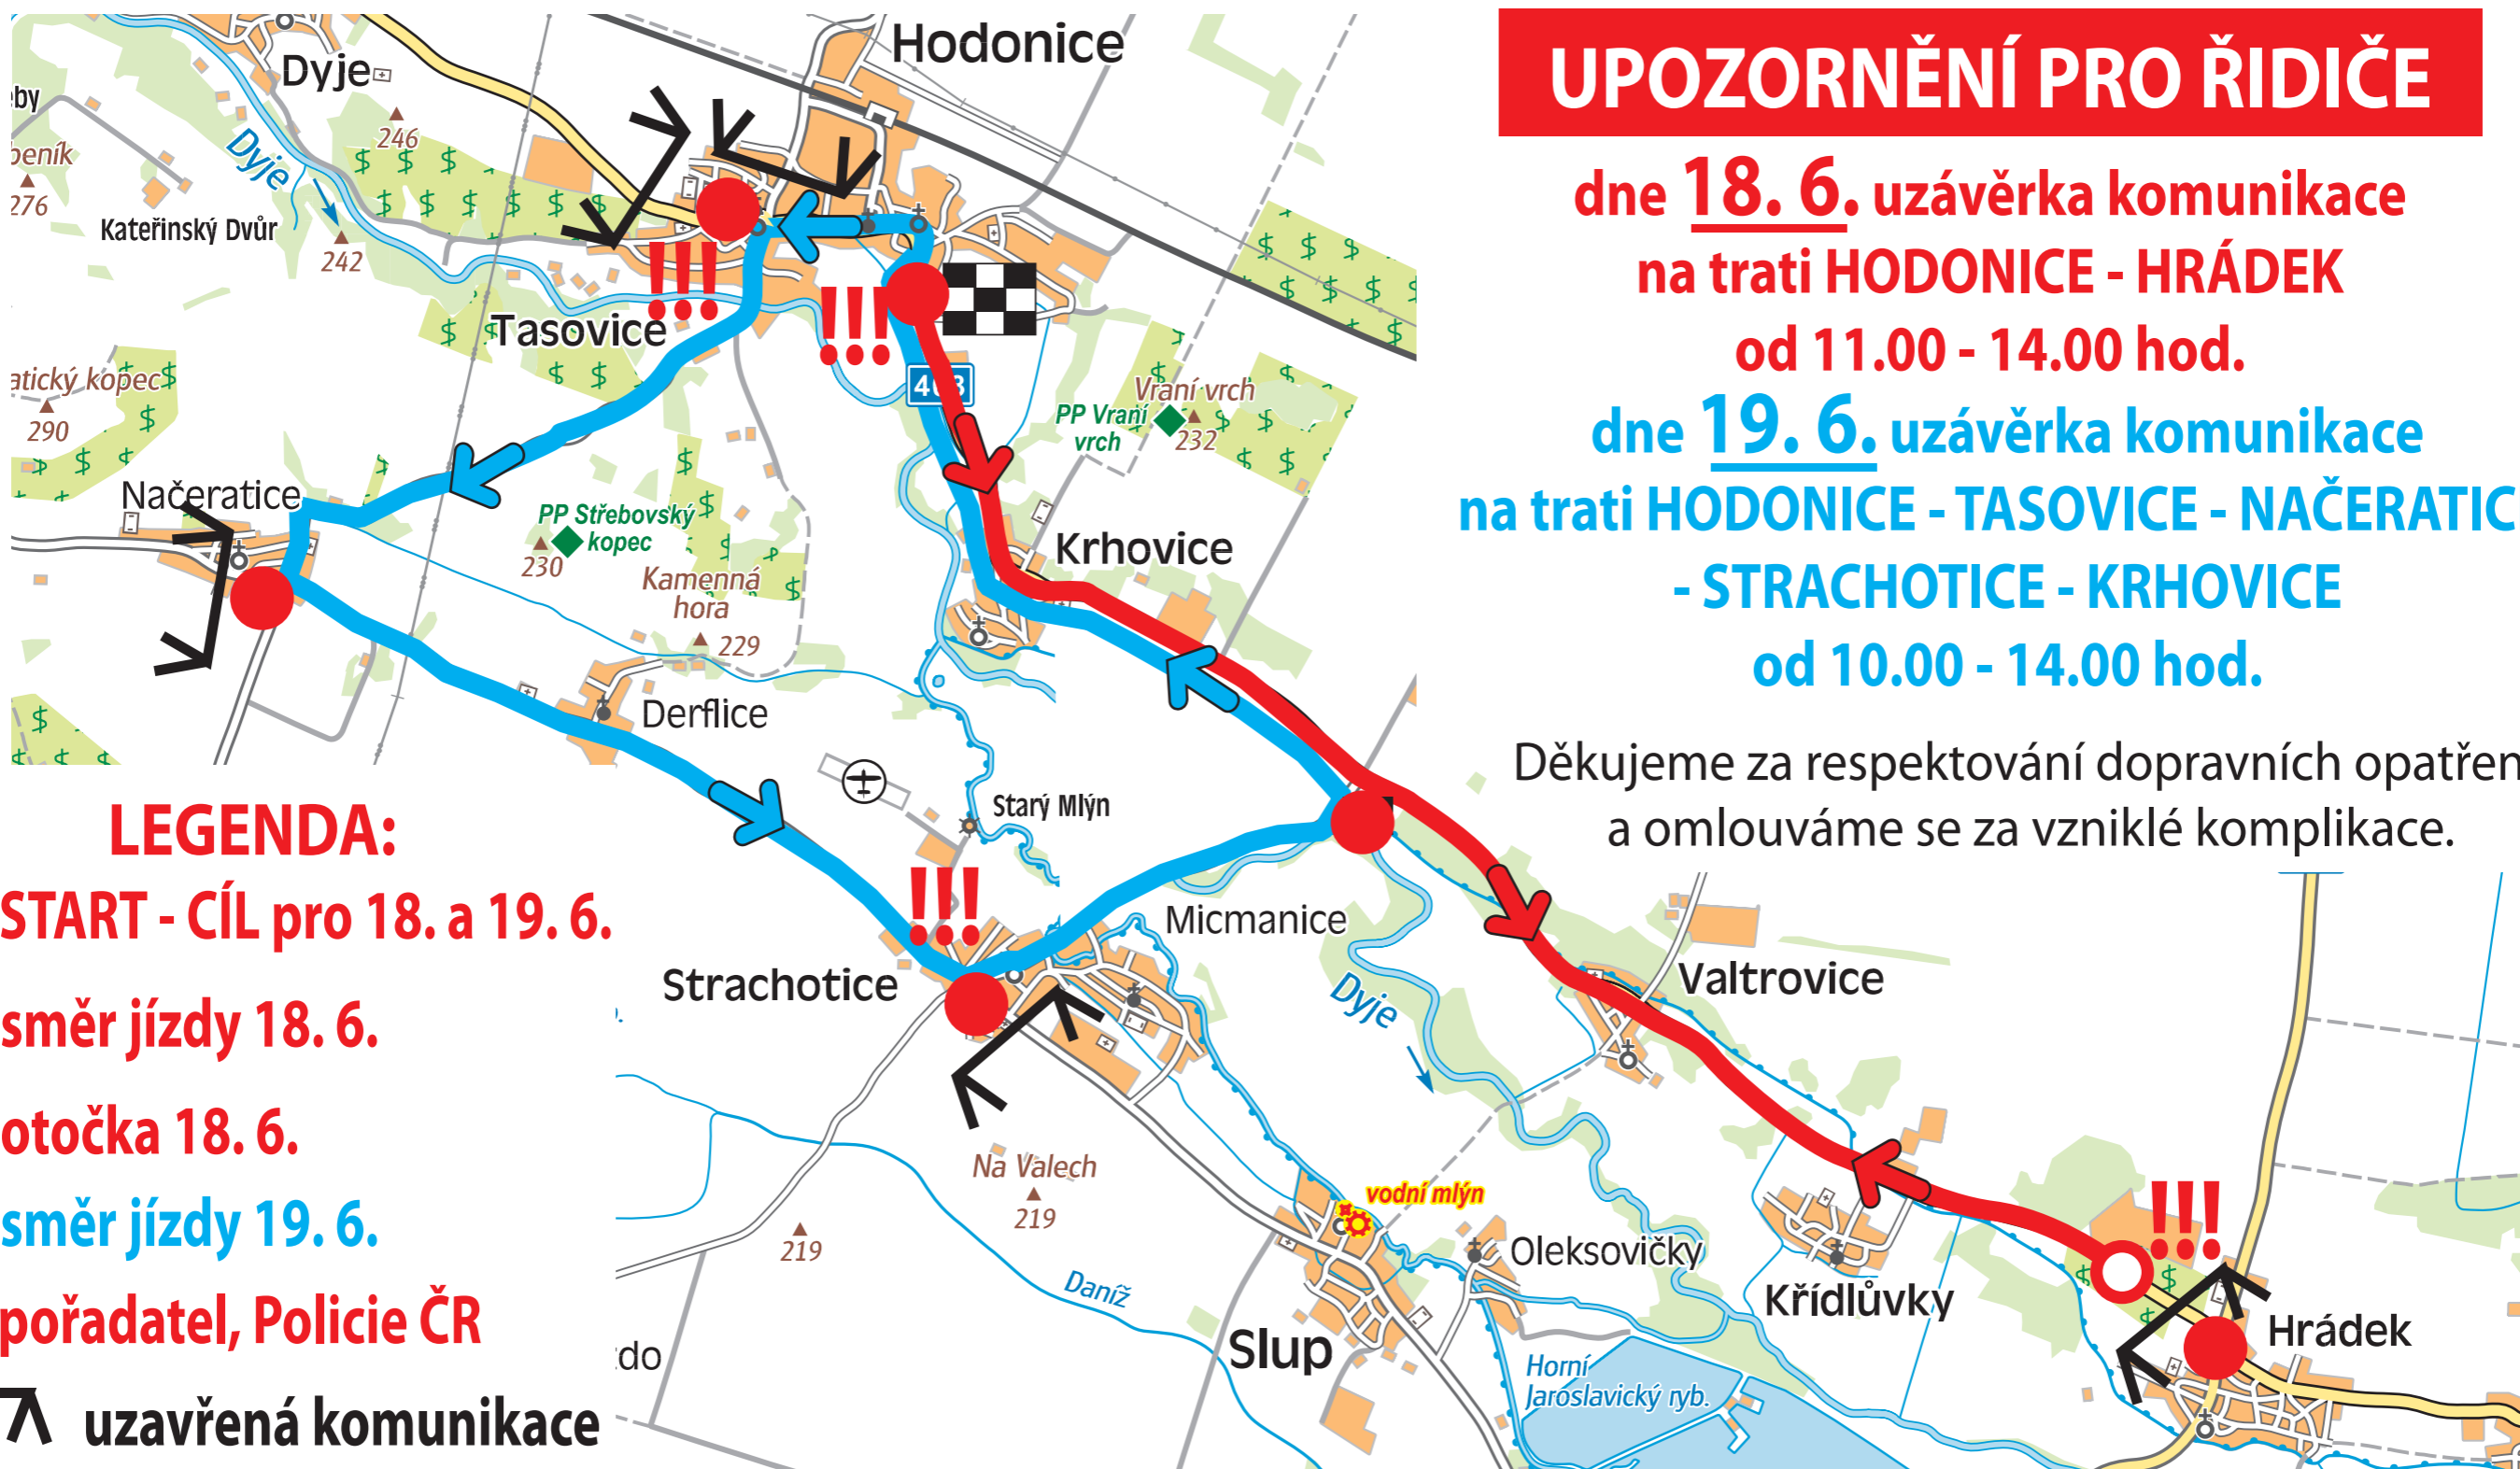 UPOZORNĚNÍ PRO ŘIDIČE
dne 18. 6. uzávěrka komunikace
na trati HODONICE - HRÁDEK
od 11.00 - 14.00 hod.
dne 19. 6. uzávěrka komunikace
na trati HODONICE - TASOVICE - NAČERATIC
- STRACHOTICE - KRHOVICE
od 10.00 - 14.00 hod.
Děkujeme za respektování dopravních opatřen
a omlouváme se za vzniklé komplikace.
Hodonice
Dyje
eby
246
Dyje
beník
276
Kateřinský Dvůr
242
!!!
!!!
Tasovice
atický kopec
290
Vraní vrch
PP Vraní
vrch
232
Načeratice
PP Střebovský
kopec
230
Kamenná
hora
229
Krhovice
Derflice
Starý Mlýn
!!!
Micmanice
Strachotice
Valtrovice
Dyje
Na Valech
219
219
vodní mlýn
Oleksovičky
Daníž
Křídlůvky
!!!
Hrádek
Slup
Horní
Jaroslavický ryb.
zdo
LEGENDA:
START - CÍL pro 18. a 19. 6.
směr jízdy 18. 6.
otočka 18. 6.
směr jízdy 19. 6.
pořadatel, Policie ČR
uzavřená komunikace